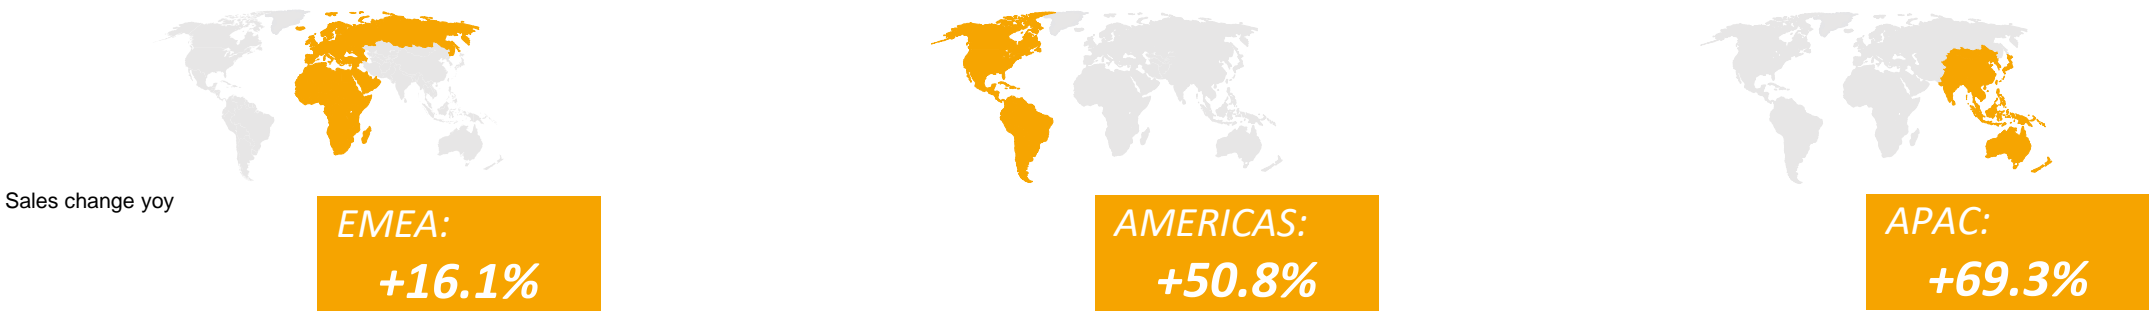 Sales change yoy
EMEA:
+16.1%
AMERICAS:
+50.8%
APAC:
+69.3%